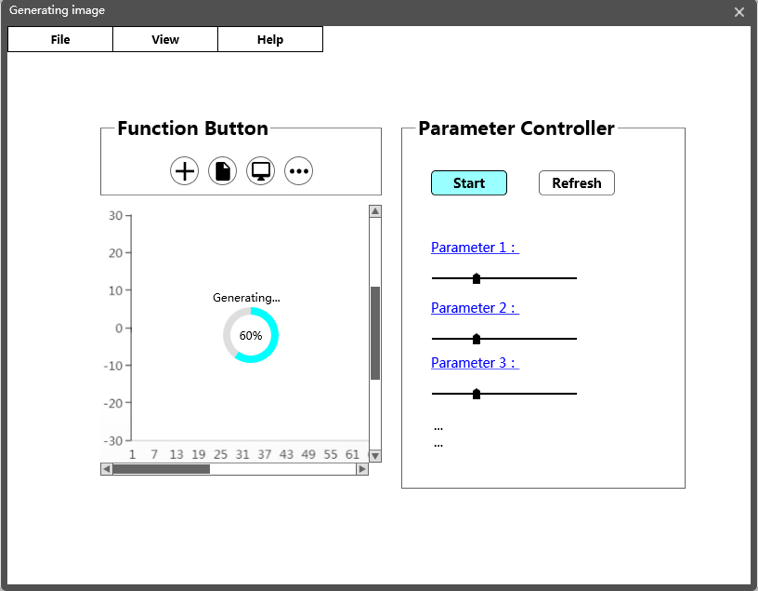 Generating image
File View Help
Function Button
Parameter Controller
Start Refresh
30
20
10
0
-10
-20
-30
Generating...
60%
1 7 13 19 25 31 37 43 49 55 61
Parameter 1：
Parameter 2：
Parameter 3：
...
...